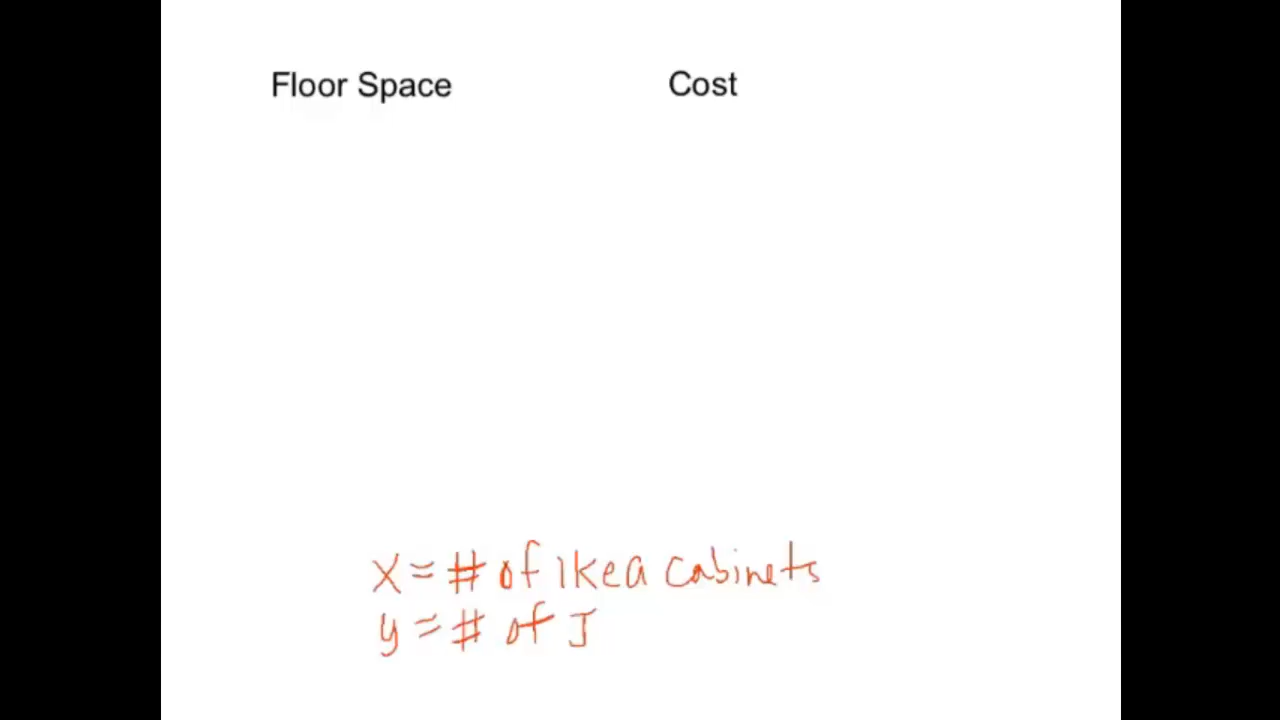 Floor Space Cost
x = # of ikea cabinets
y = # of J